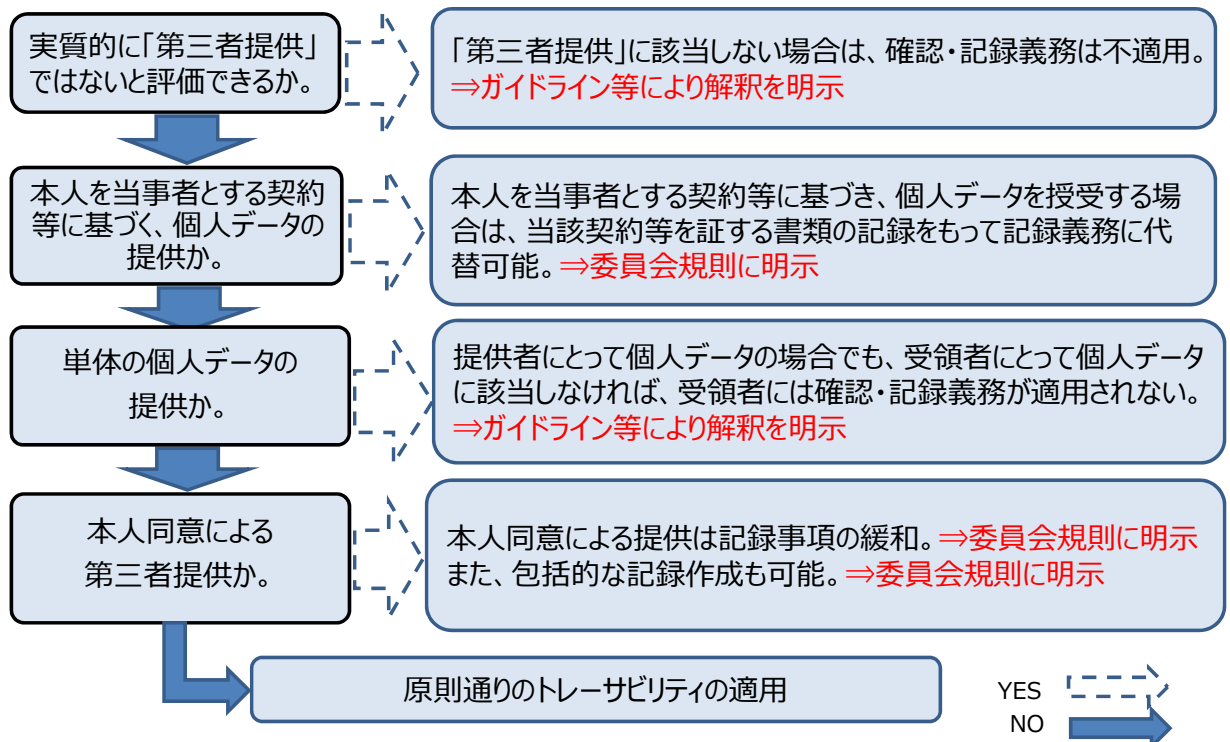 実質的に「第三者提供」
ではないと評価できるか。
「第三者提供」に該当しない場合は、確認・記録義務は不適用。
⇒ガイドライン等により解釈を明示
本人を当事者とする契約
等に基づく、個人データの
提供か。
本人を当事者とする契約等に基づき、個人データを授受する場
合は、当該契約等を証する書類の記録をもって記録義務に代
替可能。⇒委員会規則に明示
単体の個人データの
提供か。
提供者にとって個人データの場合でも、受領者にとって個人データ
に該当しなければ、受領者には確認・記録義務が適用されない。
⇒ガイドライン等により解釈を明示
本人同意による
第三者提供か。
本人同意による提供は記録事項の緩和。⇒委員会規則に明示
また、包括的な記録作成も可能。⇒委員会規則に明示
原則通りのトレーサビリティの適用
YES
NO